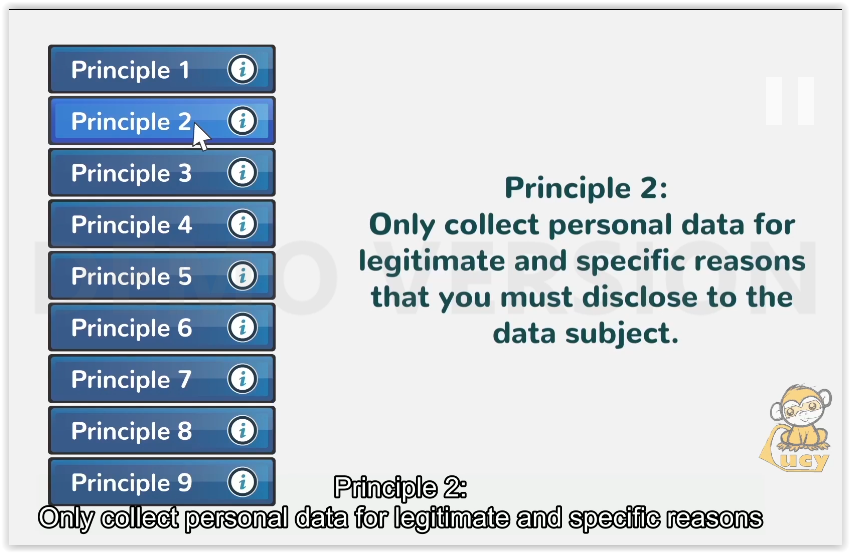 Principle 1
Principle 2
Principle 3
Principle 4
Principle 5
Principle 6
Principle 7
Principle 8
Principle 9
Principle 2:
Only collect personal data for
legitimate and specific reasons
that you must disclose to the
data subject.
DEMO VERSION
Lucy
Principle 2:
Only collect personal data for legitimate and specific reasons